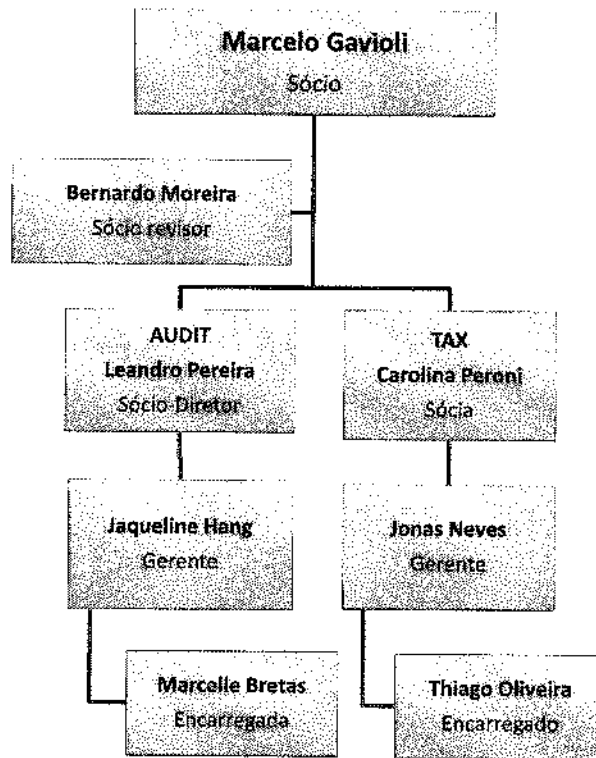 Marcelo Gavioli
Sócio
Bernardo Moreira
Sócio revisor
AUDIT
Leandro Pereira
Sócio Diretor
TAX
Carolina Peroni
Sócia
Jaqueline Hang
Gerente
Jonas Neves
Gerente
Marcelle Bretas
Encarregada
Thiago Oliveira
Encarregado